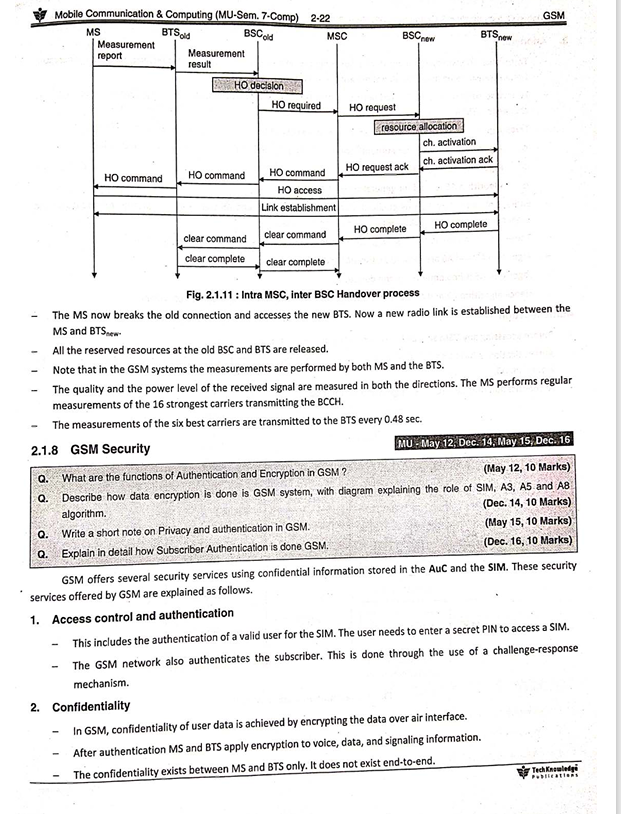 Mobile Communication & Computing (MU-Sem. 7-Comp) 2-22 GSM
MS BTSold BSCold MSC BSCnew BTSnew
Measurement
report
Measurement
result
HO decision
HO required HO request
resource allocation
ch. activation
HO command HO command HO command HO request ack ch. activation ack
HO access
Link establishment
clear command clear command HO complete HO complete
clear complete clear complete
Fig. 2.1.11 : Intra MSC, inter BSC Handover process
– The MS now breaks the old connection and accesses the new BTS. Now a new radio link is established between the
MS and BTSnew.
– All the reserved resources at the old BSC and BTS are released.
– Note that in the GSM systems the measurements are performed by both MS and the BTS.
– The quality and the power level of the received signal are measured in both the directions. The MS performs regular
measurements of the 16 strongest carriers transmitting the BCCH.
– The measurements of the six best carriers are transmitted to the BTS every 0.48 sec.
2.1.8 GSM Security MU - May 12, Dec. 14, May 15, Dec. 16
Q. What are the functions of Authentication and Encryption in GSM ? (May 12, 10 Marks)
Q. Describe how data encryption is done is GSM system, with diagram explaining the role of SIM, A3, A5 and A8
algorithm. (Dec. 14, 10 Marks)
Q. Write a short note on Privacy and authentication in GSM. (May 15, 10 Marks)
Q. Explain in detail how Subscriber Authentication is done GSM. (Dec. 16, 10 Marks)
GSM offers several security services using confidential information stored in the AuC and the SIM. These security
services offered by GSM are explained as follows.
1. Access control and authentication
– This includes the authentication of a valid user for the SIM. The user needs to enter a secret PIN to access a SIM.
– The GSM network also authenticates the subscriber. This is done through the use of a challenge-response
mechanism.
2. Confidentiality
– In GSM, confidentiality of user data is achieved by encrypting the data over air interface.
– After authentication MS and BTS apply encryption to voice, data, and signaling information.
– The confidentiality exists between MS and BTS only. It does not exist end-to-end.
TechKnowledge
Publications